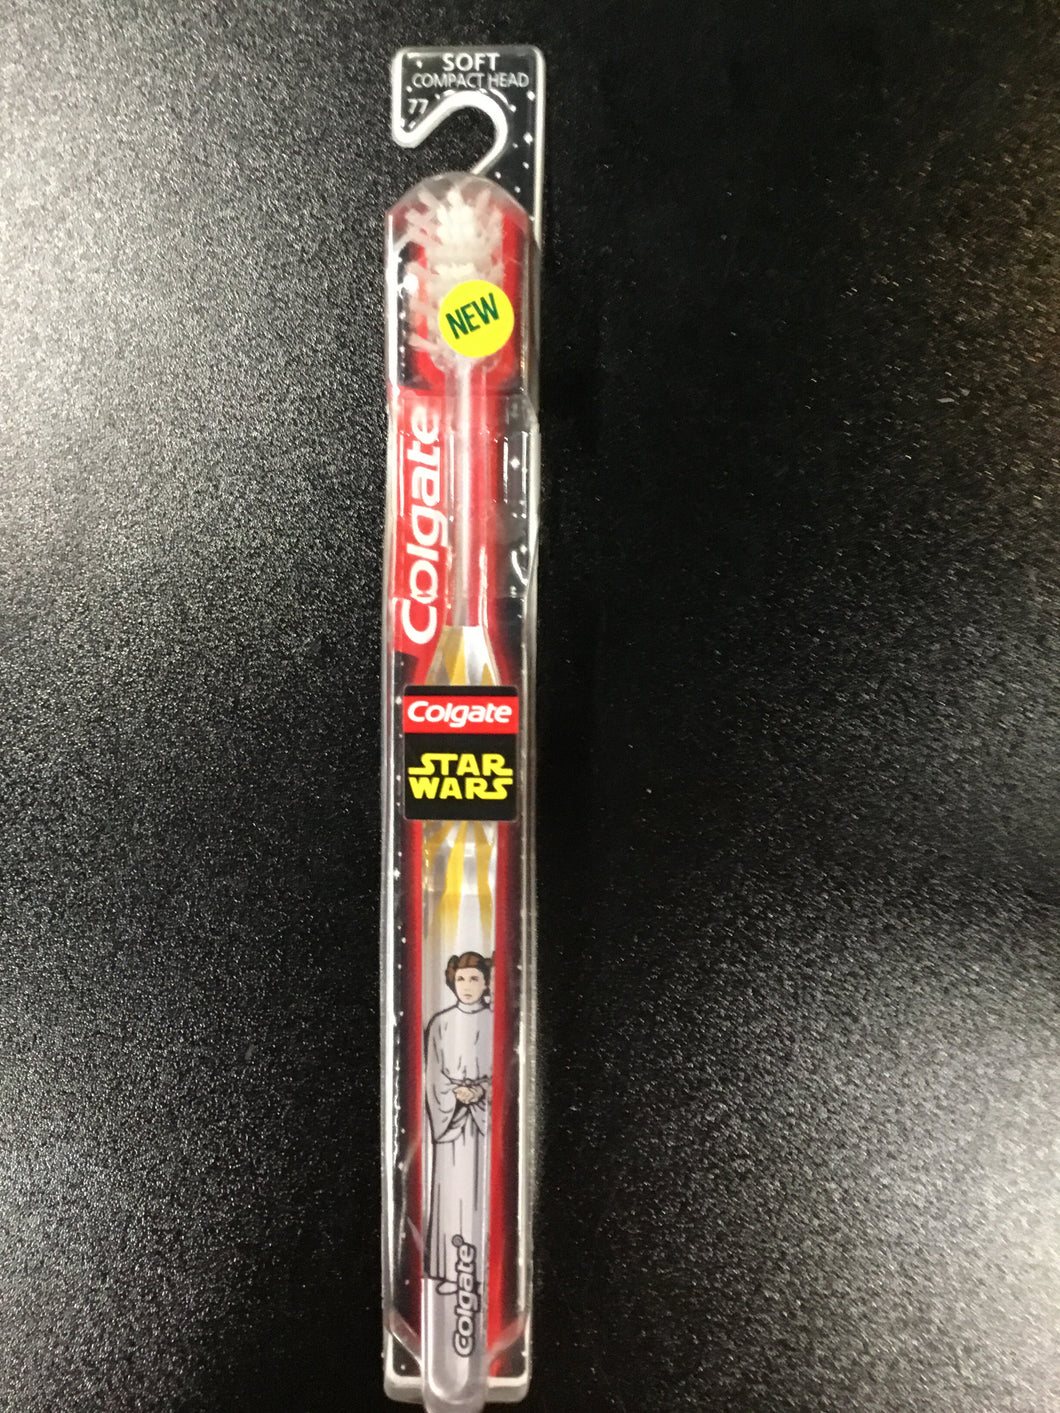 SOFT
COMPACT HEAD
77
NEW
Colgate
Colgate
STAR
WARS
Colgate®